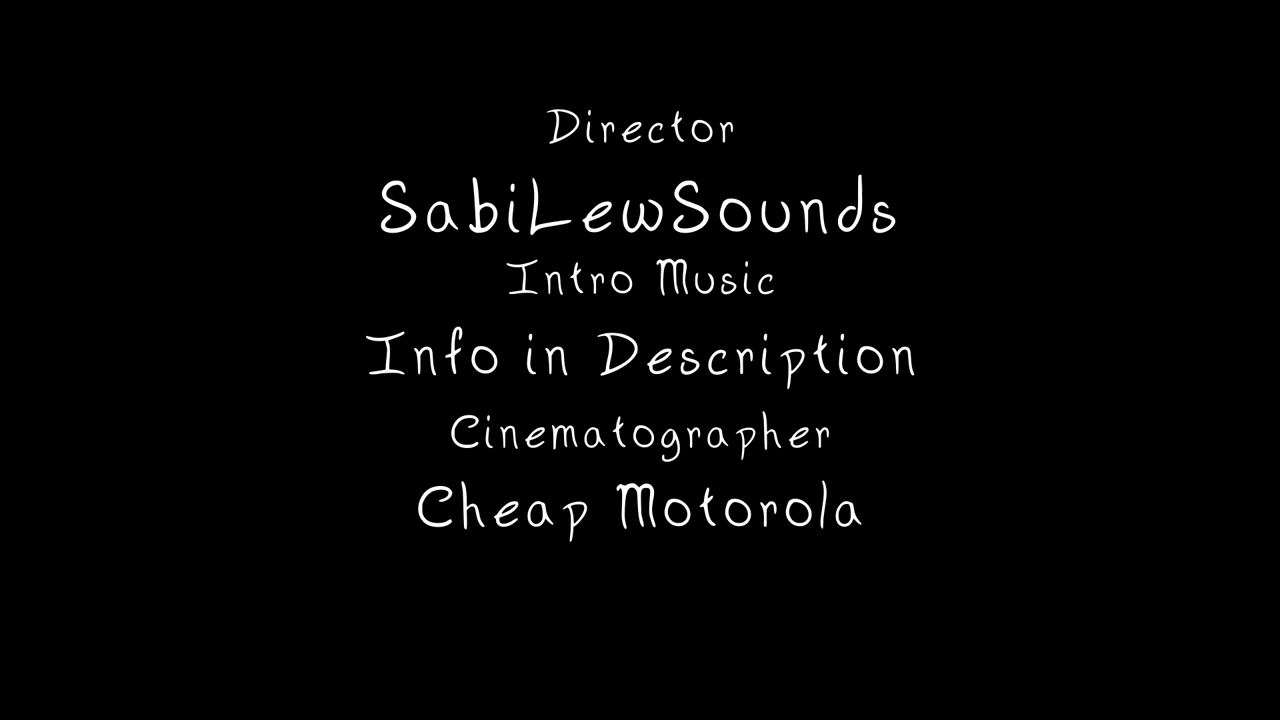 Director
SabiLewSounds
Intro Music
Info in Description
Cinematographer
Cheap Motorola